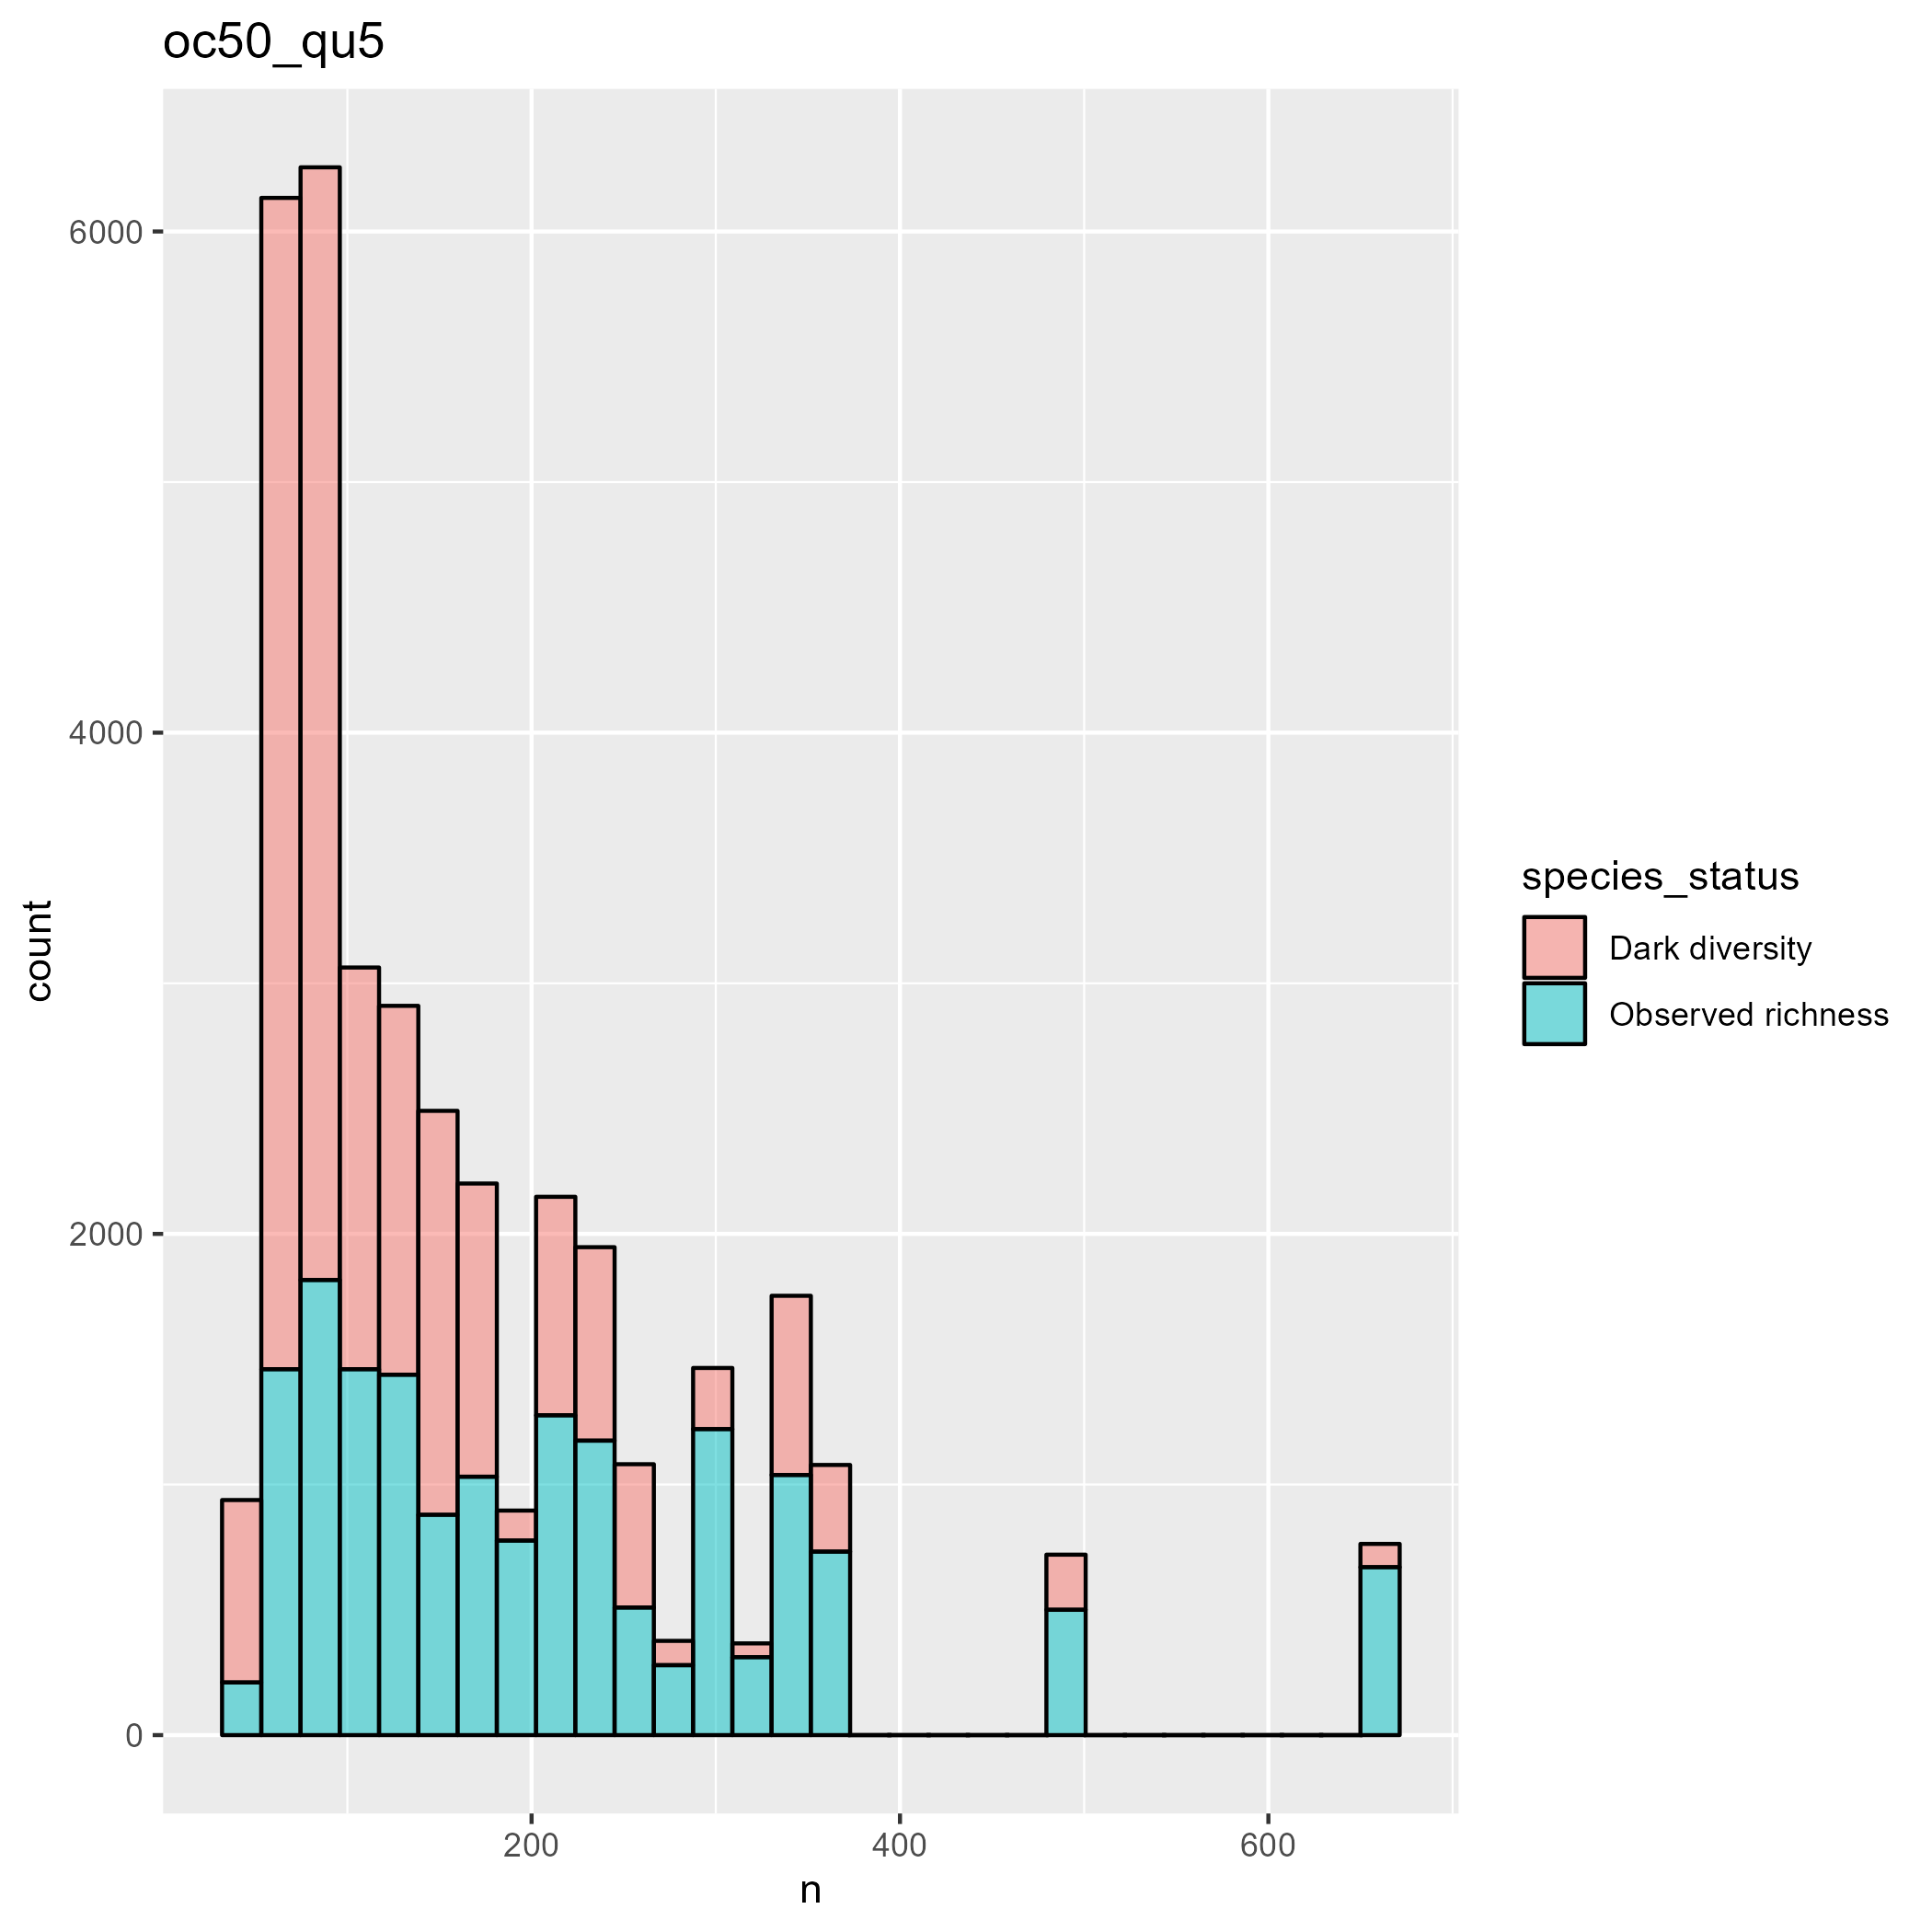 oc50_qu5
6000
4000
2000
0
count
200
400
600
n
species_status
Dark diversity
Observed richness